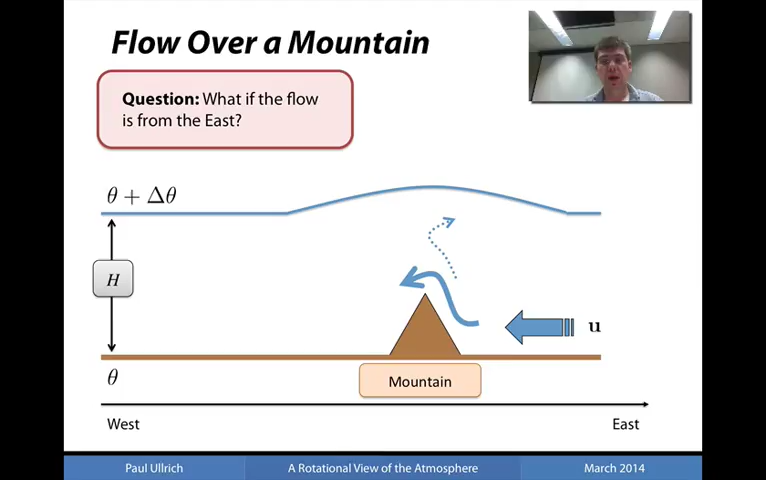 Flow Over a Mountain
Question: What if the flow
is from the East?
θ + Δθ
H
u
θ
Mountain
West
East
Paul Ullrich
A Rotational View of the Atmosphere
March 2014